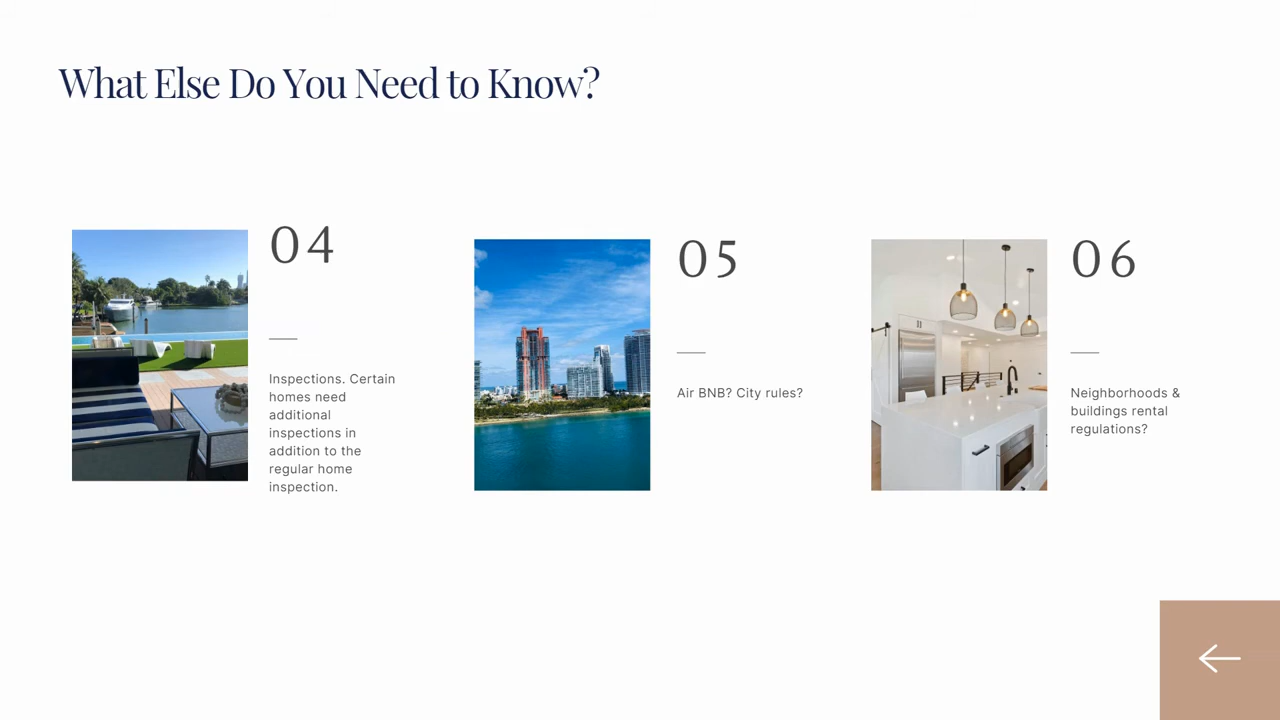 What Else Do You Need to Know?
04
Inspections. Certain
homes need
additional
inspections in
addition to the
regular home
inspection.
05
Air BNB? City rules?
06
Neighborhoods &
buildings rental
regulations?